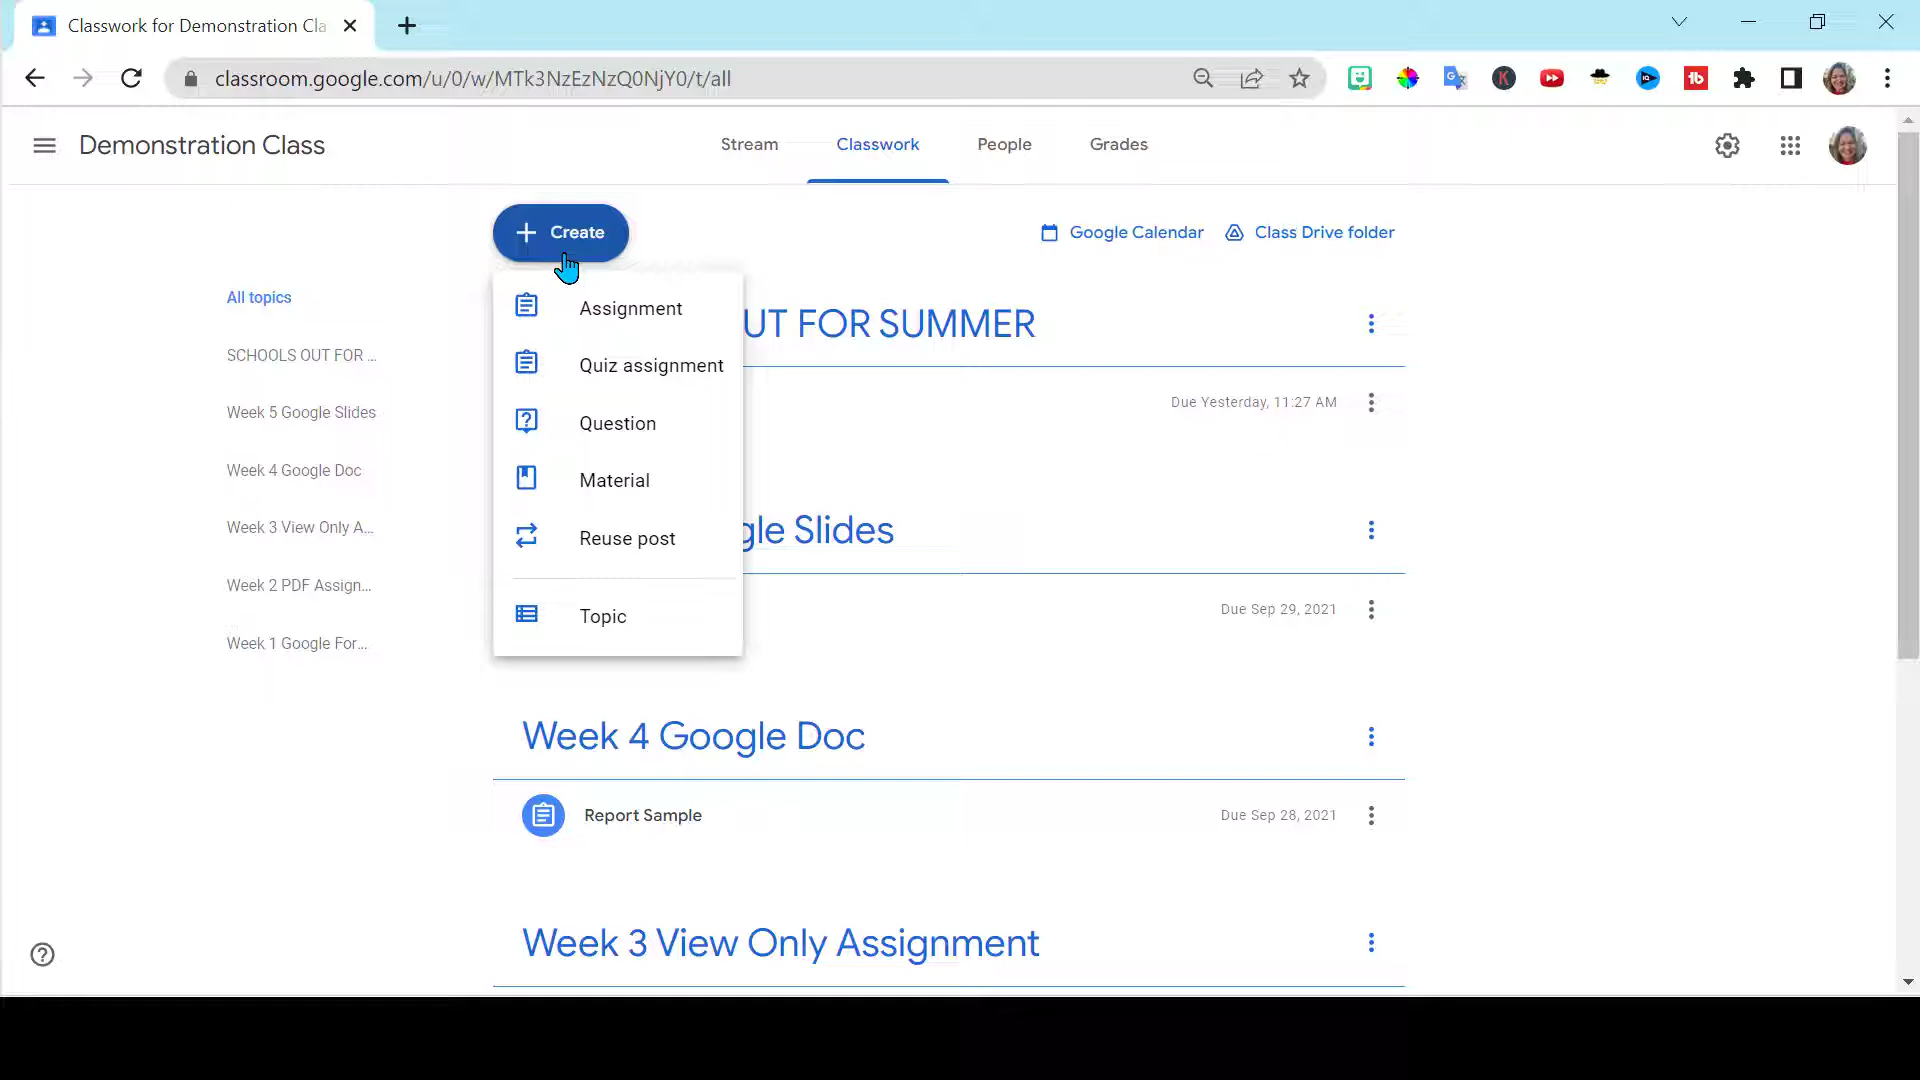 Classwork for Demonstration Cla
classroom.google.com/u/0/w/MTk3NzEzNzQ0NjY0/t/all
Demonstration Class
Stream
Classwork
People
Grades
Create
Google Calendar
Class Drive folder
All topics
SCHOOLS OUT FOR ...
Week 5 Google Slides
Week 4 Google Doc
Week 3 View Only A...
Week 2 PDF Assign...
Week 1 Google For...
Assignment
Quiz assignment
Question
Material
Reuse post
Topic
UT FOR SUMMER
Due Yesterday, 11:27 AM
gle Slides
Due Sep 29, 2021
Week 4 Google Doc
Report Sample
Due Sep 28, 2021
Week 3 View Only Assignment